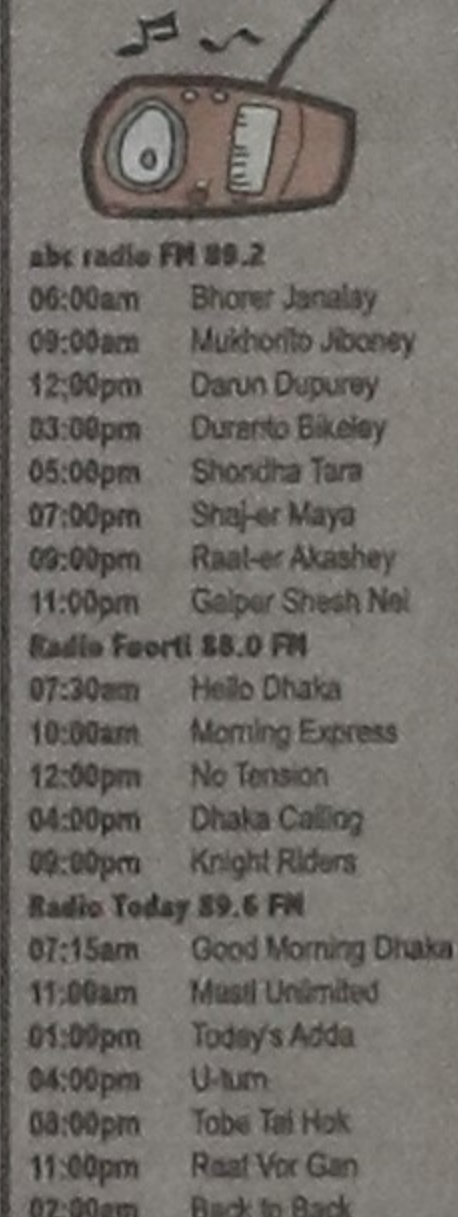 abc radio FM 89.2
06:00am Bhorer Janalay
09:00am Mukhorito Jiboney
12:00pm Darun Dupurey
03:00pm Duranto Bikeley
05:00pm Shondha Tara
07:00pm Shaj-er Maya
09:00pm Raat-er Akashey
11:00pm Galper Shesh Nei
Radio Foorti 88.0 FM
07:30am Hello Dhaka
10:00am Morning Express
12:00pm No Tension
04:00pm Dhaka Calling
09:00pm Knight Riders
Radio Today 89.6 FM
07:15am Good Morning Dhaka
11:00am Masti Unlimited
01:00pm Today's Adda
04:00pm U-turn
08:00pm Tobe Tai Hok
11:00pm Raat Vor Gan
02:00am Back to Back